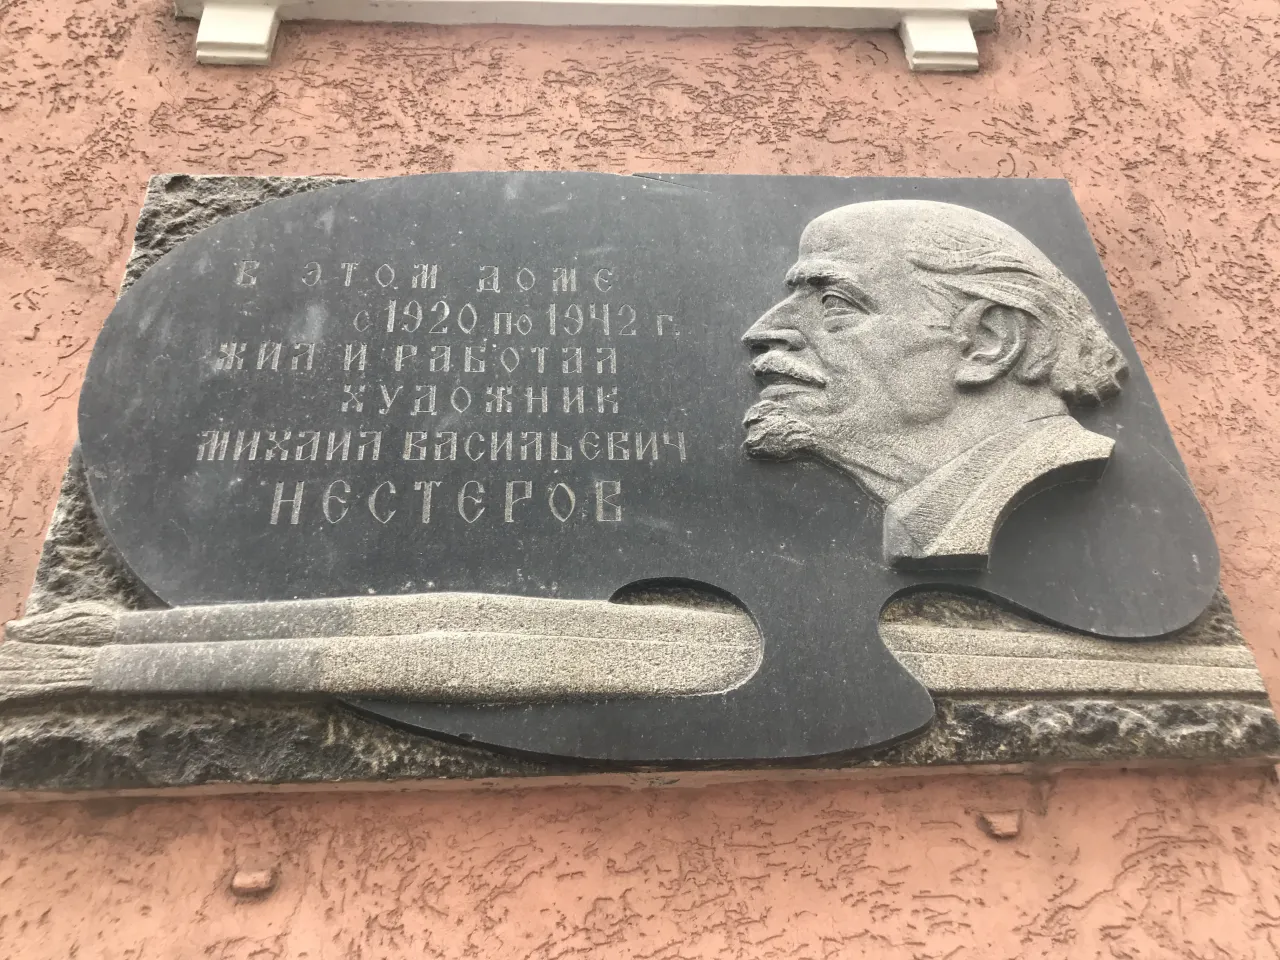 В ЭТОМ ДОМЕ
С 1920 ПО 1942 Г.
ЖИЛ И РАБОТАЛ
ХУДОЖНИК
МИХАИЛ ВАСИЛЬЕВИЧ
НЕСТЕРОВ